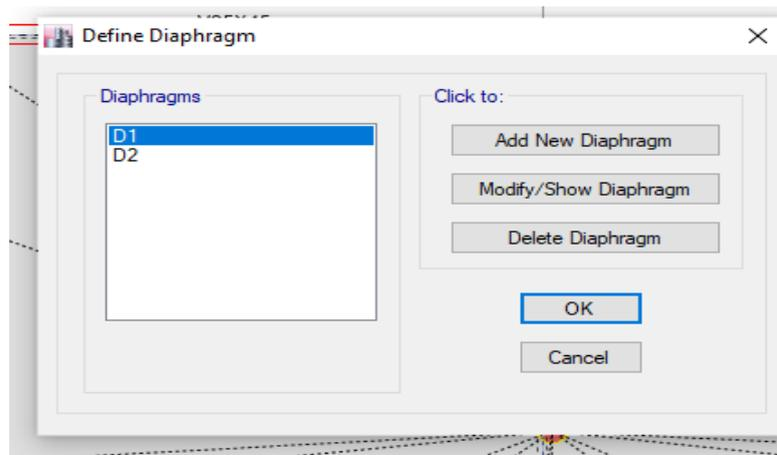 Define Diaphragm
Diaphragms
D1
D2
Click to:
Add New Diaphragm
Modify/Show Diaphragm
Delete Diaphragm
OK
Cancel